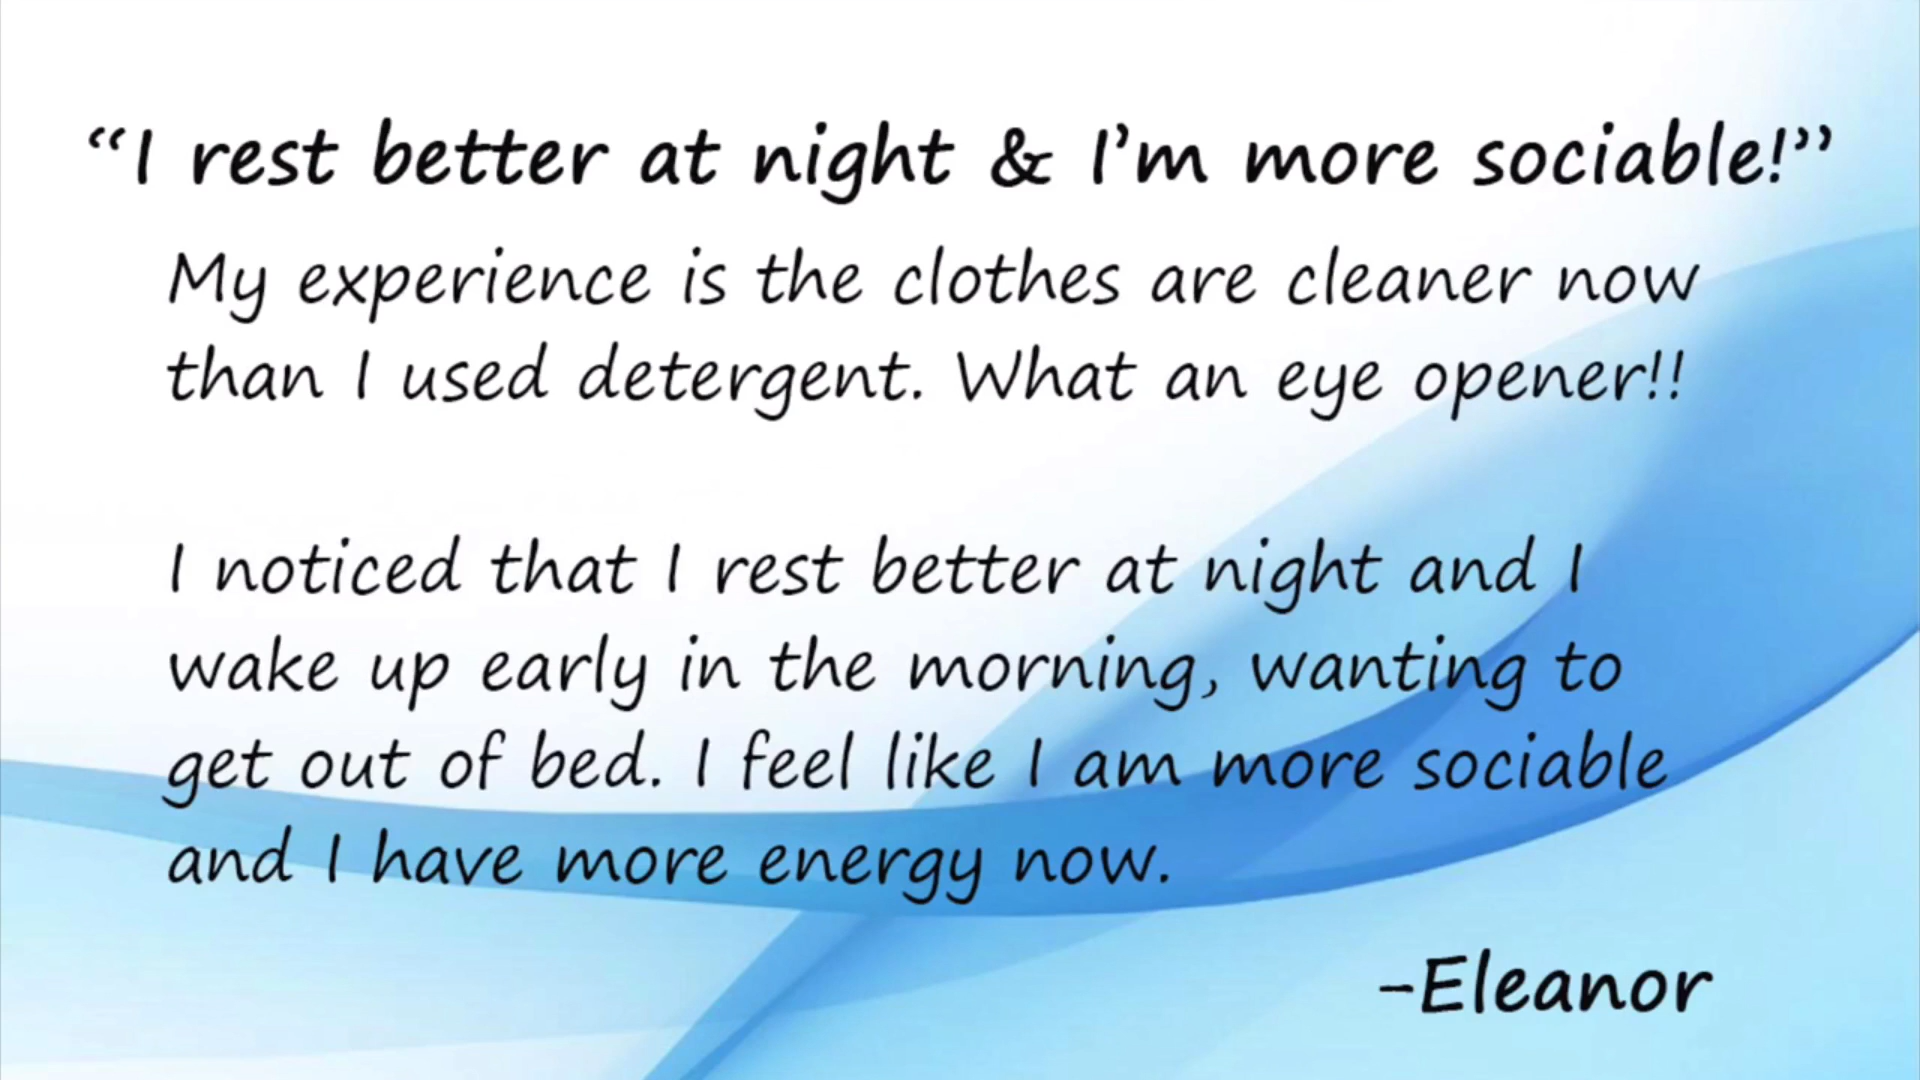 “I rest better at night & I’m more sociable!”
My experience is the clothes are cleaner now
than I used detergent. What an eye opener!!
I noticed that I rest better at night and I
wake up early in the morning, wanting to
get out of bed. I feel like I am more sociable
and I have more energy now.
-Eleanor